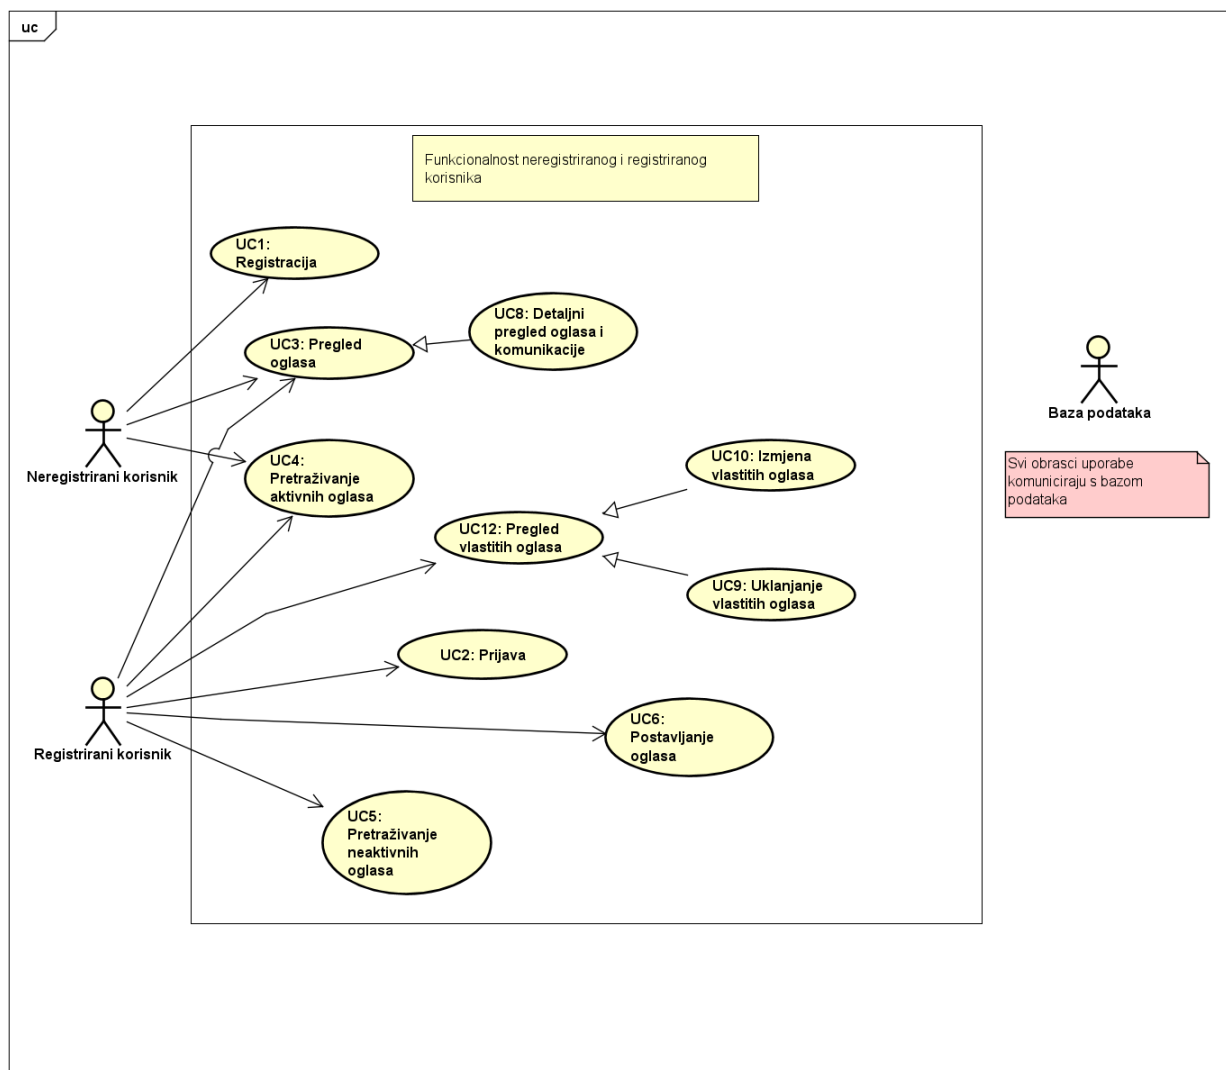 uc
Funkcionalnost neregistriranog i registriranog
korisnika
UC1:
Registracija
UC8: Detaljni
pregled oglasa i
komunikacije
UC3: Pregled
oglasa
Baza podataka
Neregistrirani korisnik
UC4:
Pretraživanje
aktivnih oglasa
UC10: Izmjena
vlastitih oglasa
Svi obrasci uporabe
komuniciraju s bazom
podataka
UC12: Pregled
vlastitih oglasa
UC9: Uklanjanje
vlastitih oglasa
UC2: Prijava
Registrirani korisnik
UC6:
Postavljanje
oglasa
UC5:
Pretraživanje
neaktivnih
oglasa